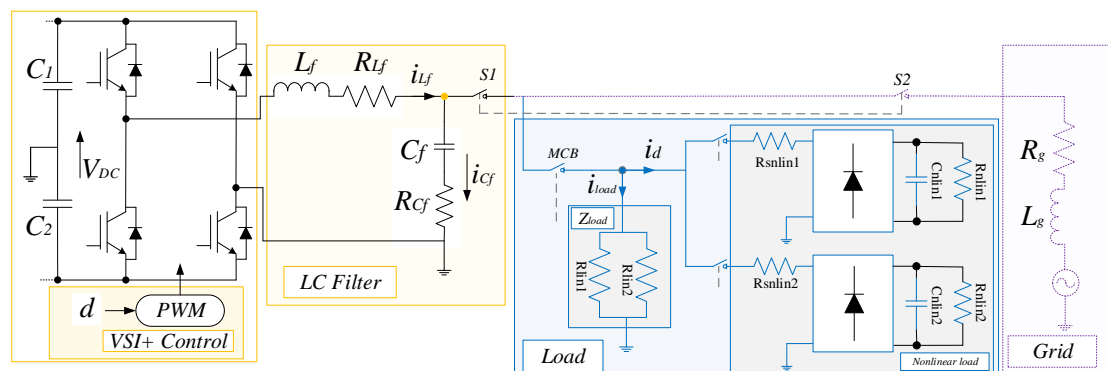 C1
C2
VDC
d
PWM
VSI+ Control
Lf
RLf
iLf
Cf
iCf
RCf
LC Filter
S1
S2
MCB
id
iload
Zload
Rlin1
Rlin2
Load
Rsnlin1
Cnlin1
Rnlin1
Rsnlin2
Cnlin2
Rnlin2
Nonlinear load
Rg
Lg
Grid